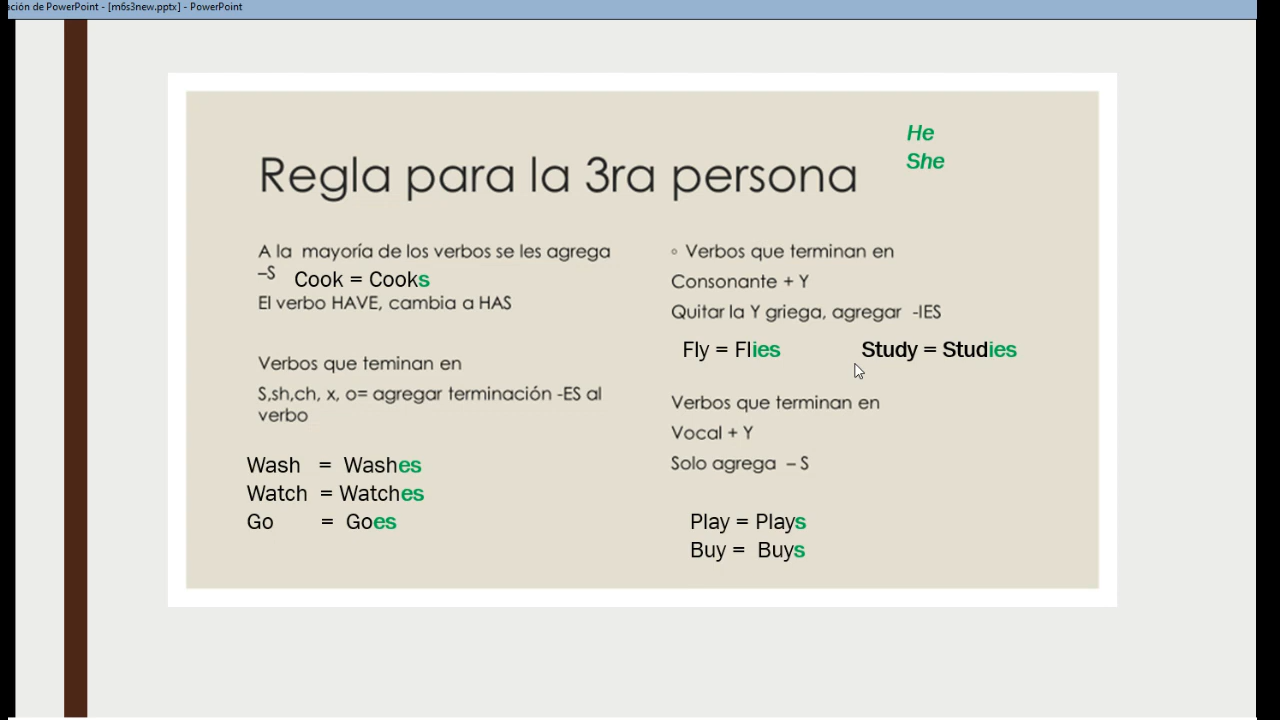 ción de PowerPoint - [m6s3new.pptx] - PowerPoint
He
She
Regla para la 3ra persona
A la mayoría de los verbos se les agrega
–S
Cook = Cooks
El verbo HAVE, cambia a HAS
Verbos que teminan en
S,sh,ch, x, o= agregar terminación -ES al
verbo
Wash = Washes
Watch = Watches
Go = Goes
◦ Verbos que terminan en
Consonante + Y
Quitar la Y griega, agregar -IES
Fly = Flies
Study = Studies
Verbos que terminan en
Vocal + Y
Solo agrega – S
Play = Plays
Buy = Buys